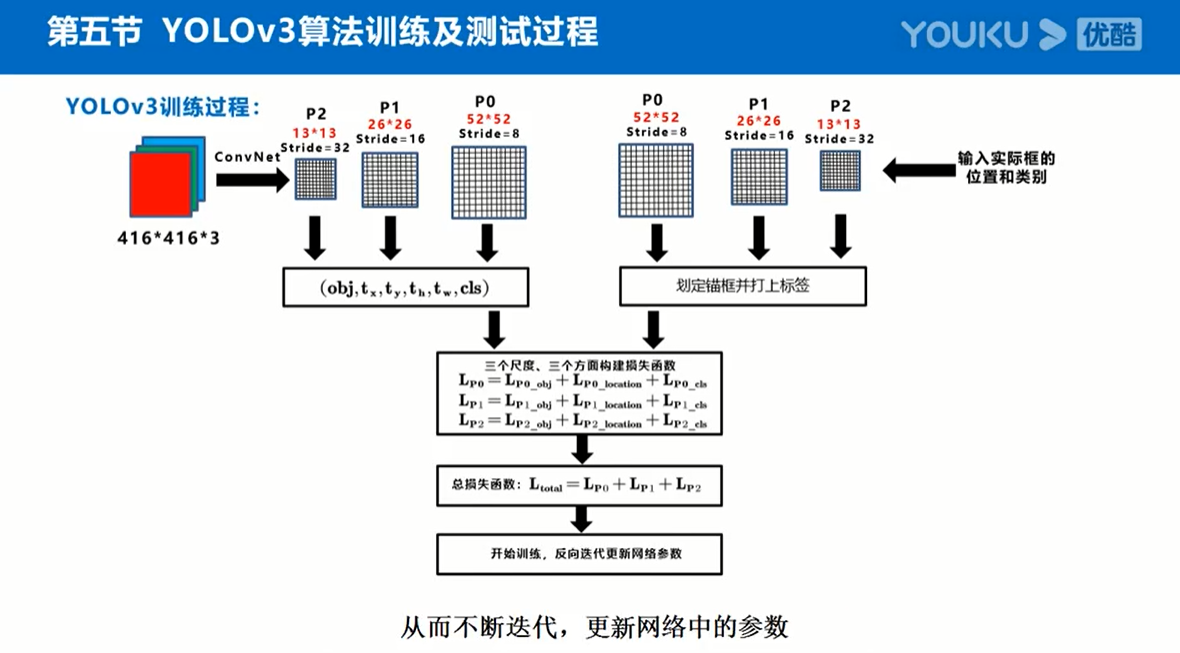 第五节 YOLOv3算法训练及测试过程
YOUKU 优酷
YOLOv3训练过程：
P2
13*13
Stride=32
P1
26*26
Stride=16
P0
52*52
Stride=8
P0
52*52
Stride=8
P1
26*26
Stride=16
P2
13*13
Stride=32
ConvNet
416*416*3
输入实际框的
位置和类别
(obj,tx,ty,th,tw,cls)
划定锚框并打上标签
三个尺度、三个方面构建损失函数
LP0=LP0_obj+LP0_location+LP0_cls
LP1=LP1_obj+LP1_location+LP1_cls
LP2=LP2_obj+LP2_location+LP2_cls
总损失函数：Ltotal=LP0+LP1+LP2
开始训练，反向迭代更新网络参数
从而不断迭代，更新网络中的参数